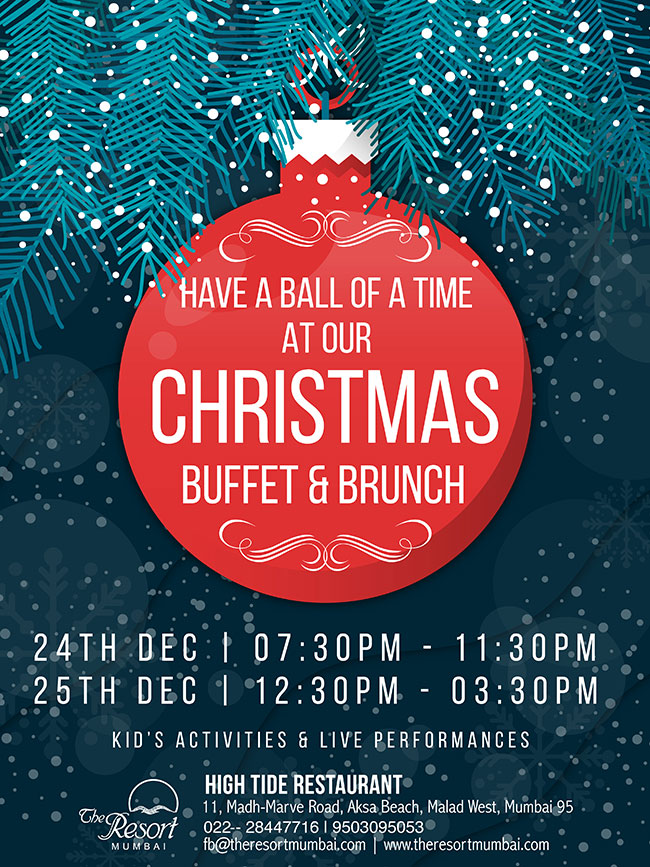 HAVE A BALL OF A TIME
AT OUR
CHRISTMAS
BUFFET & BRUNCH
24TH DEC | 07:30PM - 11:30PM
25TH DEC | 12:30PM - 03:30PM
KID'S ACTIVITIES & LIVE PERFORMANCES
The Resort
MUMBAI
HIGH TIDE RESTAURANT
11, Madh-Marve Road, Aksa Beach, Malad West, Mumbai 95
022-- 28447716 | 9503095053
fb@theresortmumbai.com | www.theresortmumbai.com